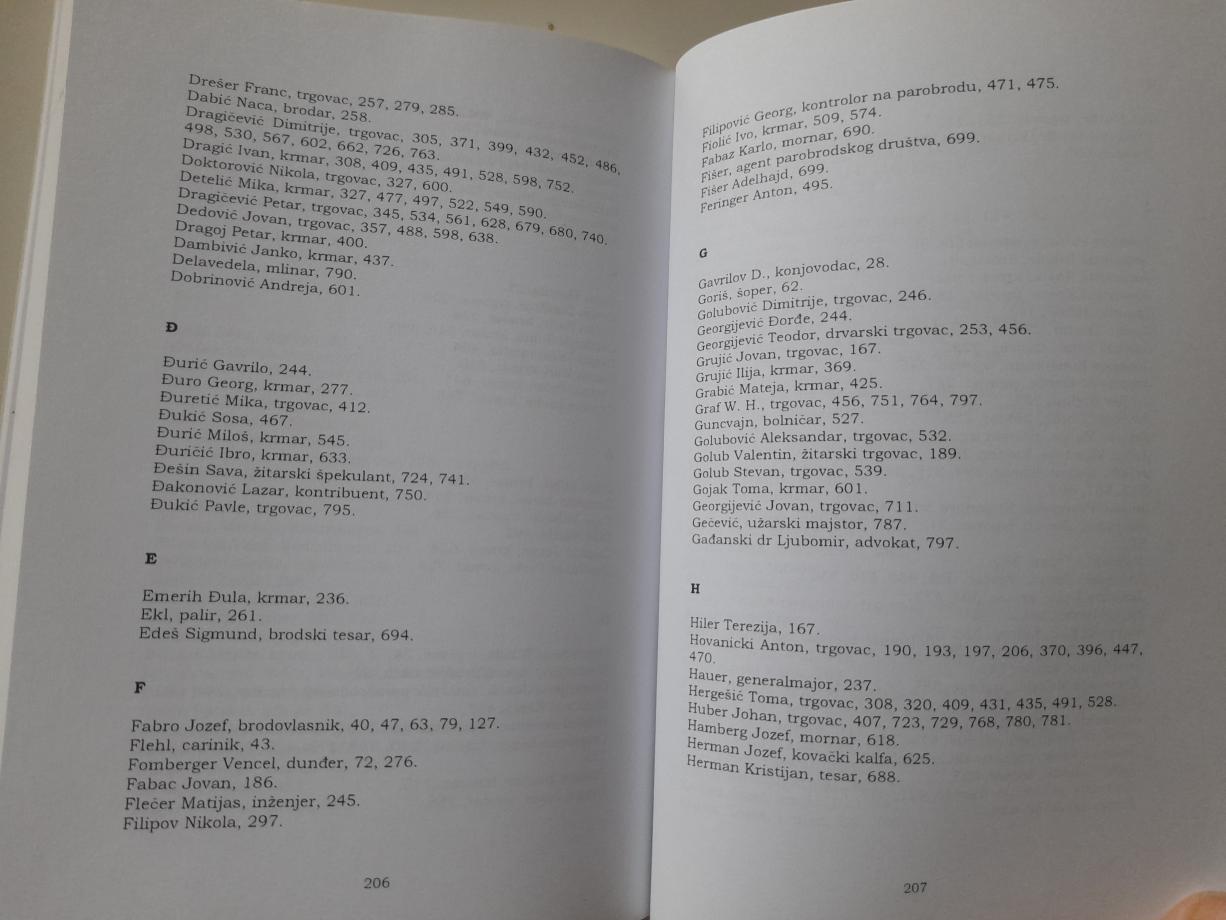 Drešer Franc, trgovac, 257, 279, 285.
Dabić Naca, brodar, 258.
Dragičević Dimitrije, trgovac, 305, 371, 399, 432, 452, 486,
498, 530, 567, 602, 662, 726, 763.
Dragić Ivan, krmar, 308, 409, 435, 491, 528, 598, 752.
Doktorović Nikola, trgovac, 327, 600.
Detelić Mika, krmar, 327, 477, 497, 522, 549, 590.
Dragičević Petar, trgovac, 345, 534, 561, 628, 679, 680, 740.
Dedović Jovan, trgovac, 357, 488, 598, 638.
Dragoj Petar, krmar, 400.
Dambivić Janko, krmar, 437.
Delavedela, mlinar, 790.
Dobrinović Andreja, 601.
Đ
Đurić Gavrilo, 244.
Đuro Georg, krmar, 277.
Đuretić Mika, trgovac, 412.
Đukić Sosa, 467.
Đurić Miloš, krmar, 545.
Đuričić Ibro, krmar, 633.
Đešin Sava, žitarski špekulant, 724, 741.
Đakonović Lazar, kontribuent, 750.
Đukić Pavle, trgovac, 795.
E
Emerih Đula, krmar, 236.
Ekl, palir, 261.
Edeš Sigmund, brodski tesar, 694.
F
Fabro Jozef, brodovlasnik, 40, 47, 63, 79, 127.
Flehl, carinik, 43.
Fomberger Vencel, dunđer, 72, 276.
Fabac Jovan, 186.
Flečer Matijas, inženjer, 245.
Filipov Nikola, 297.
206
Filipović Georg, kontrolor na parobrodu, 471, 475.
Fiolić Ivo, krmar, 509, 574.
Fabaz Karlo, mornar, 690.
Fišer, agent parobrodskog društva, 699.
Fišer Adelhajd, 699.
Feringer Anton, 495.
G
Gavrilov D., konjovodac, 28.
Goriš, šoper, 62.
Golubović Dimitrije, trgovac, 246.
Georgijević Đorđe, 244.
Georgijević Teodor, drvarski trgovac, 253, 456.
Grujić Jovan, trgovac, 167.
Grujić Ilija, krmar, 369.
Grabić Mateja, krmar, 425.
Graf W. H., trgovac, 456, 751, 764, 797.
Guncvajn, bolničar, 527.
Golubović Aleksandar, trgovac, 532.
Golub Valentin, žitarski trgovac, 189.
Golub Stevan, trgovac, 539.
Gojak Toma, krmar, 601.
Georgijević Jovan, trgovac, 711.
Gečević, užarski majstor, 787.
Gađanski dr Ljubomir, advokat, 797.
H
Hiler Terezija, 167.
Hovanicki Anton, trgovac, 190, 193, 197, 206, 370, 396, 447,
470.
Hauer, generalmajor, 237.
Hergešić Toma, trgovac, 308, 320, 409, 431, 435, 491, 528.
Huber Johan, trgovac, 407, 723, 729, 768, 780, 781.
Hamberg Jozef, mornar, 618.
Herman Jozef, kovački kalfa, 625.
Herman Kristijan, tesar, 688.
207